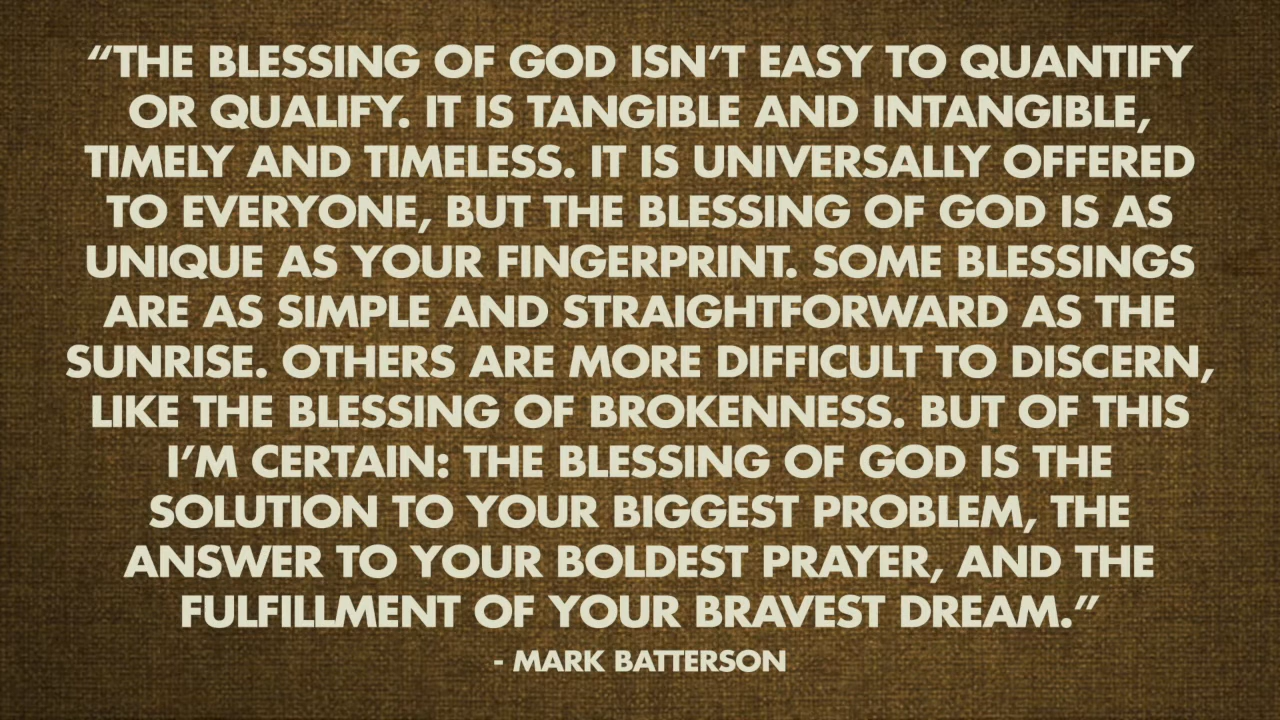 “THE BLESSING OF GOD ISN’T EASY TO QUANTIFY
OR QUALIFY. IT IS TANGIBLE AND INTANGIBLE,
TIMELY AND TIMELESS. IT IS UNIVERSALLY OFFERED
TO EVERYONE, BUT THE BLESSING OF GOD IS AS
UNIQUE AS YOUR FINGERPRINT. SOME BLESSINGS
ARE AS SIMPLE AND STRAIGHTFORWARD AS THE
SUNRISE. OTHERS ARE MORE DIFFICULT TO DISCERN,
LIKE THE BLESSING OF BROKENNESS. BUT OF THIS
I’M CERTAIN: THE BLESSING OF GOD IS THE
SOLUTION TO YOUR BIGGEST PROBLEM, THE
ANSWER TO YOUR BOLDEST PRAYER, AND THE
FULFILLMENT OF YOUR BRAVEST DREAM.”
- MARK BATTERSON